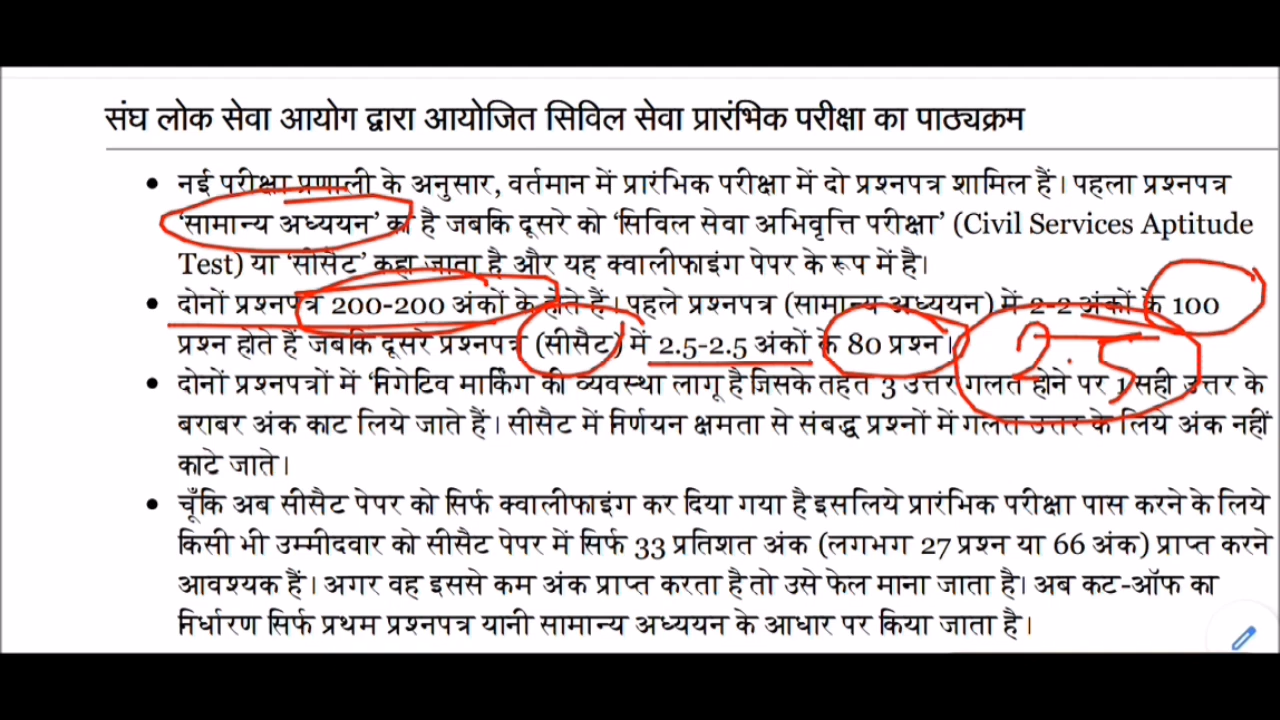 संघ लोक सेवा आयोग द्वारा आयोजित सिविल सेवा प्रारंभिक परीक्षा का पाठ्यक्रम
• नई परीक्षा प्रणाली के अनुसार, वर्तमान में प्रारंभिक परीक्षा में दो प्रश्नपत्र शामिल हैं। पहला प्रश्नपत्र
'सामान्य अध्ययन' का है जबकि दूसरे को 'सिविल सेवा अभिवृत्ति परीक्षा' (Civil Services Aptitude
Test) या 'सीसैट' कहा जाता है और यह क्वालीफाइंग पेपर के रूप में है।
• दोनों प्रश्नपत्र 200-200 अंकों के होते हैं। पहले प्रश्नपत्र (सामान्य अध्ययन) में 2-2 अंकों के 100
प्रश्न होते हैं जबकि दूसरे प्रश्नपत्र (सीसैट) में 2.5-2.5 अंकों के 80 प्रश्न।
2.5
• दोनों प्रश्नपत्रों में 'निगेटिव मार्किंग की व्यवस्था लागू है जिसके तहत 3 उत्तर गलत होने पर 1 सही उत्तर के
बराबर अंक काट लिये जाते हैं। सीसैट में निर्णयन क्षमता से संबद्ध प्रश्नों में गलत उत्तर के लिये अंक नहीं
काटे जाते।
• चूँकि अब सीसैट पेपर को सिर्फ क्वालीफाइंग कर दिया गया है इसलिये प्रारंभिक परीक्षा पास करने के लिये
किसी भी उम्मीदवार को सीसैट पेपर में सिर्फ 33 प्रतिशत अंक (लगभग 27 प्रश्न या 66 अंक) प्राप्त करने
आवश्यक हैं। अगर वह इससे कम अंक प्राप्त करता है तो उसे फेल माना जाता है। अब कट-ऑफ का
निर्धारण सिर्फ प्रथम प्रश्नपत्र यानी सामान्य अध्ययन के आधार पर किया जाता है।